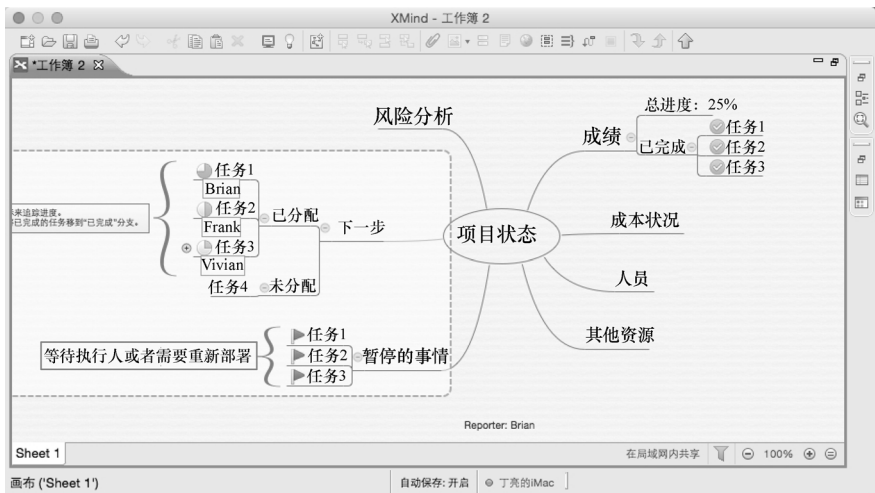 XMind - 工作簿 2
*工作簿 2
风险分析
总进度：25%
成绩
已完成
任务1
任务2
任务3
任务1
Brian
任务2
Frank
任务3
Vivian
任务4
已分配
未分配
下一步
来追踪进度。
已完成的任务移到“已完成”分支。
项目状态
成本状况
人员
其他资源
等待执行人或者需要重新部署
任务1
任务2
任务3
暂停的事情
Reporter: Brian
Sheet 1
在局域网内共享
100%
画布 ('Sheet 1')
自动保存: 开启
丁亮的iMac